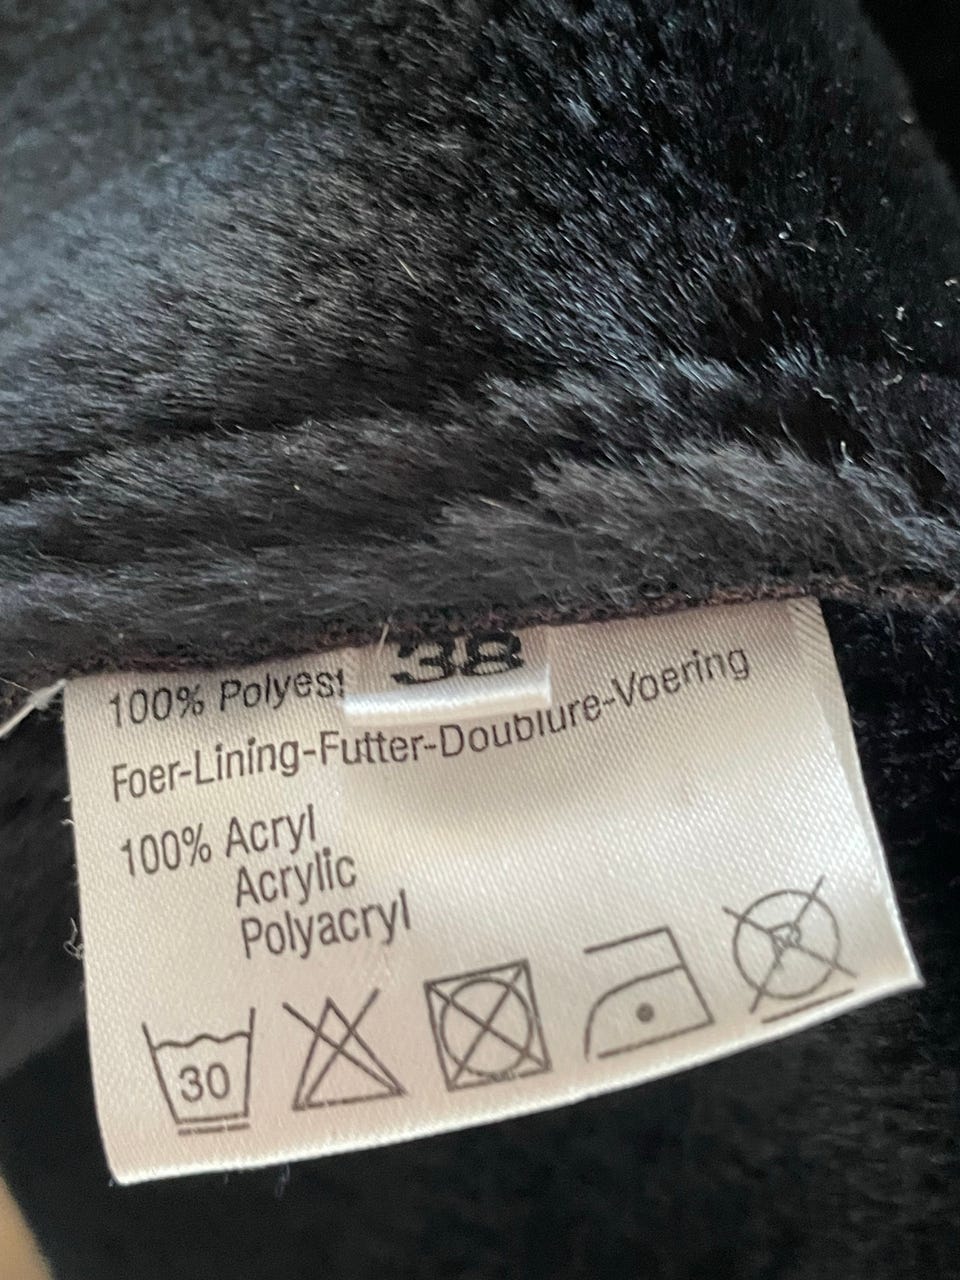 38
100% Polyest
Foer-Lining-Futter-Doublure-Voering
100% Acryl
Acrylic
Polyacryl
30